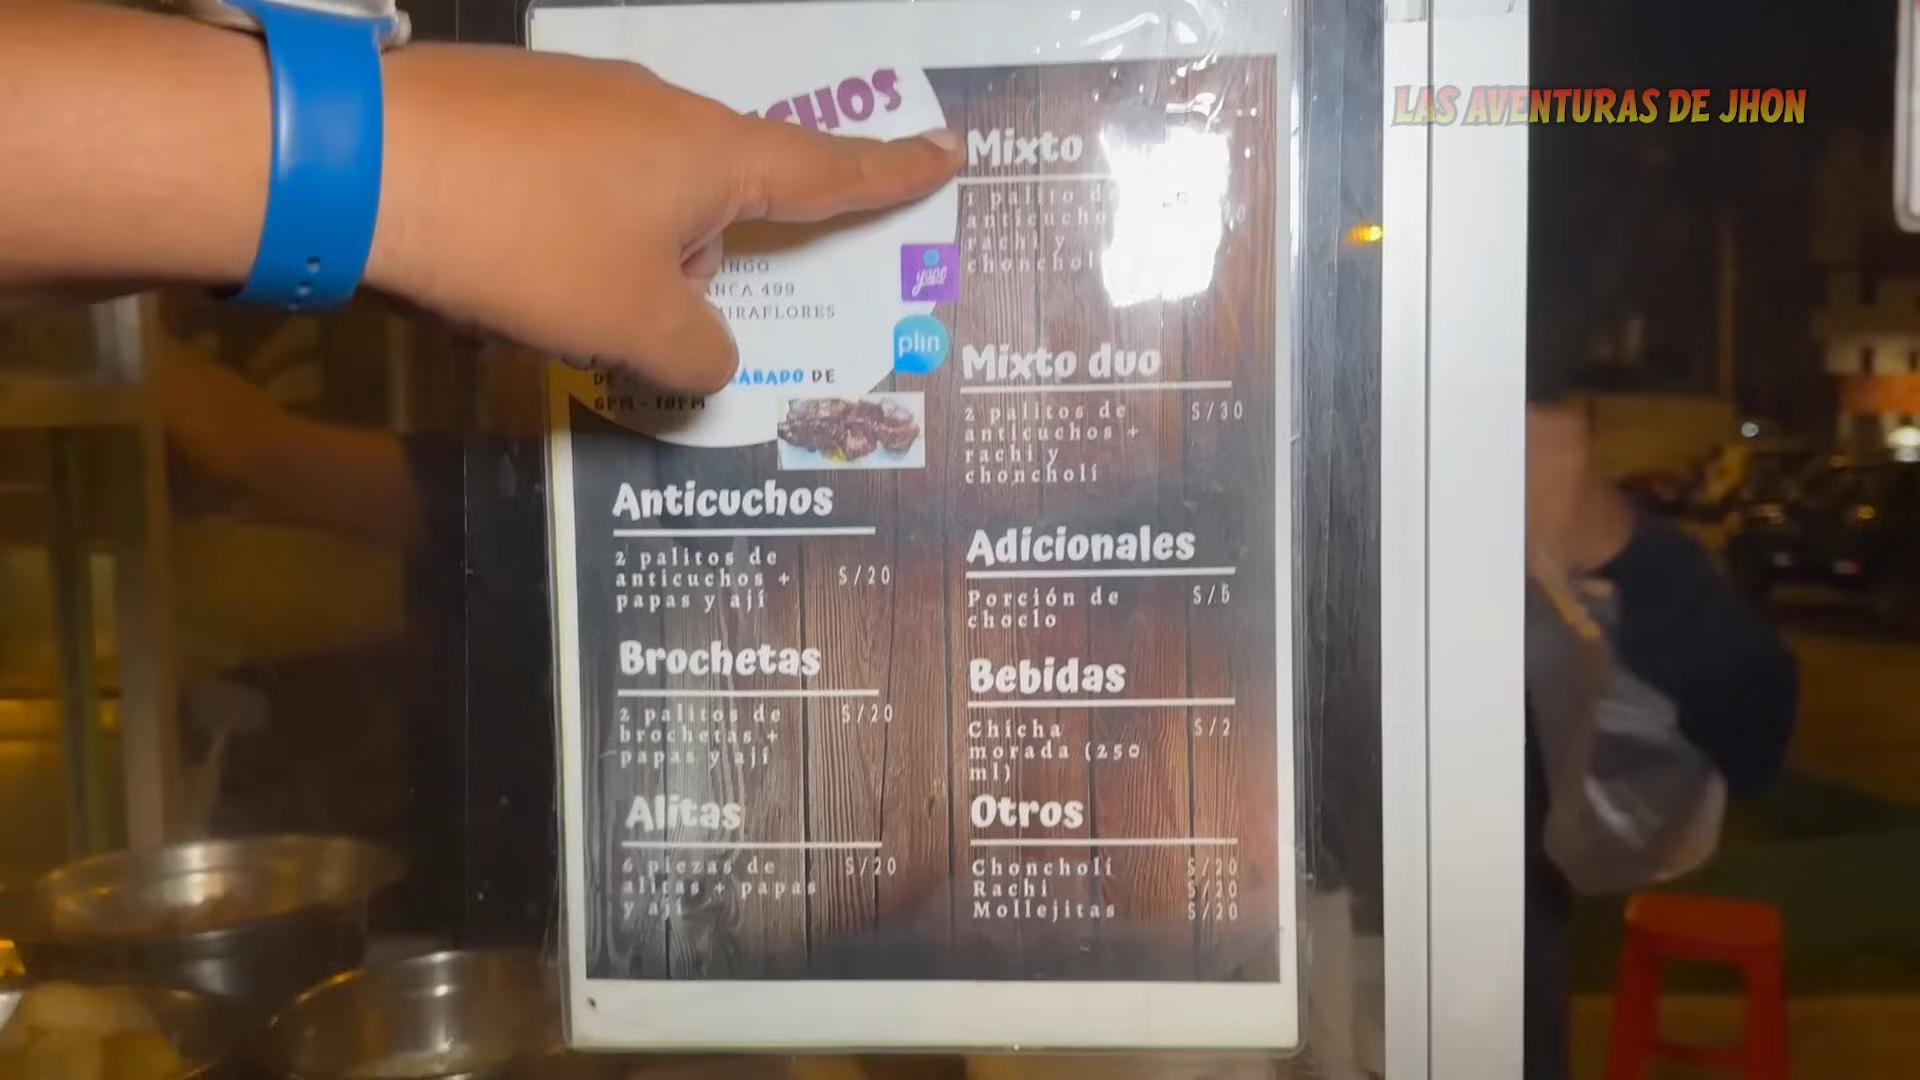 LAS AVENTURAS DE JHON
yape
plin
ANCA 499
MIRAFLORES
SÁBADO DE
6PM - 10PM
Anticuchos
2 palitos de
anticuchos + S/20
papas y ají
Brochetas
2 palitos de S/20
brochetas +
papas y ají
Alitas
6 piezas de S/20
alitas + papas
y ají
Mixto
1 palito
rachi y
Mixto duo
2 palitos de S/30
anticuchos +
rachi y
choncholí
Adicionales
Porción de S/5
choclo
Bebidas
Chicha S/2
morada (250
ml)
Otros
Choncholí S/20
Rachi S/20
Mollejitas S/20